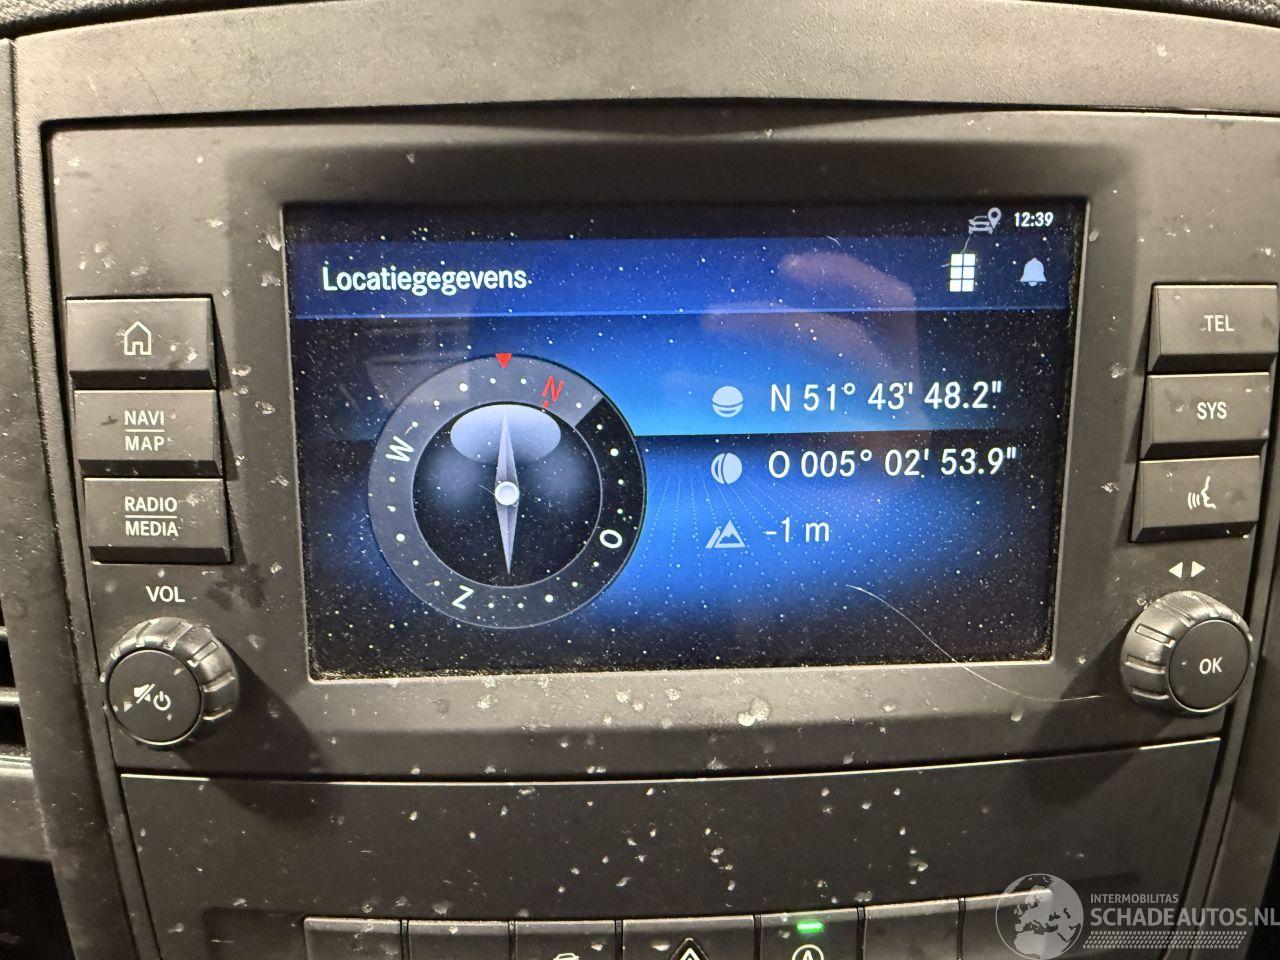 12:39
Locatiegegevens
N
W
O
Z
N 51° 43' 48.2"
O 005° 02' 53.9"
-1 m
NAVI
MAP
RADIO
MEDIA
VOL
TEL
SYS
OK
INTERMOBILITAS
SCHADEAUTOS.NL